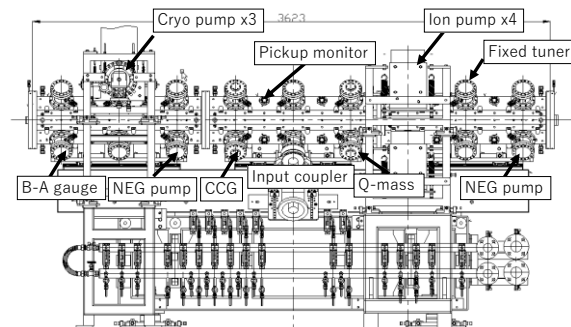 Cryo pump x3
3623
Ion pump x4
Pickup monitor
Fixed tuner
B-A gauge
NEG pump
CCG
Input coupler
Q-mass
NEG pump